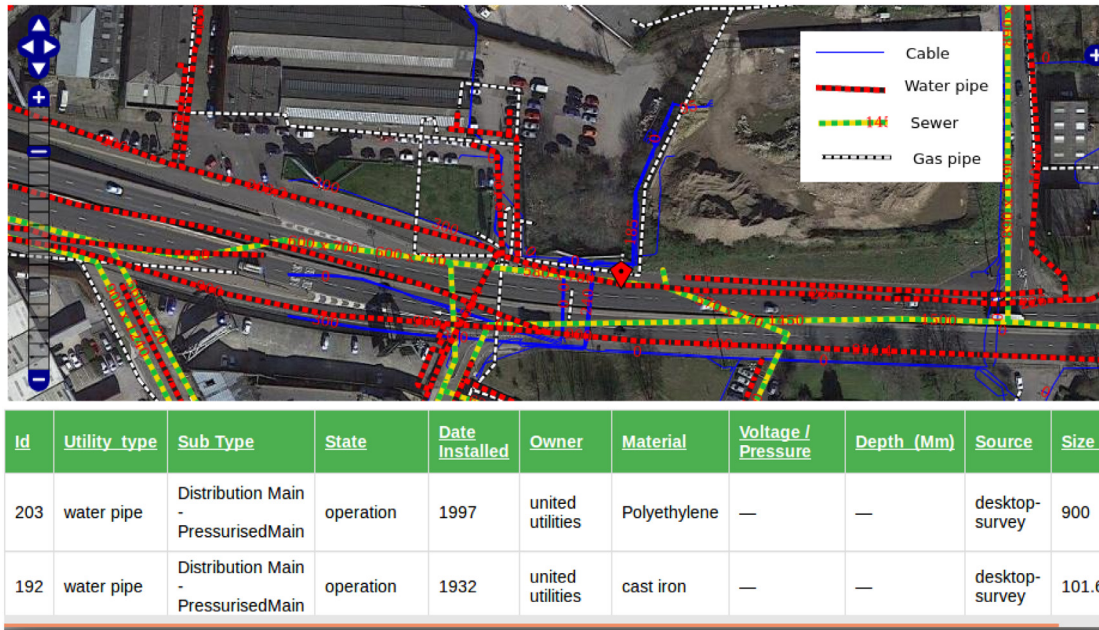 Cable
Water pipe
Sewer
Gas pipe
Id Utility type Sub Type State Date Installed Owner Material Voltage / Pressure Depth (Mm) Source Size
203 water pipe Distribution Main - PressurisedMain operation 1997 united utilities Polyethylene — — desktop-survey 900
192 water pipe Distribution Main - PressurisedMain operation 1932 united utilities cast iron — — desktop-survey 101.6